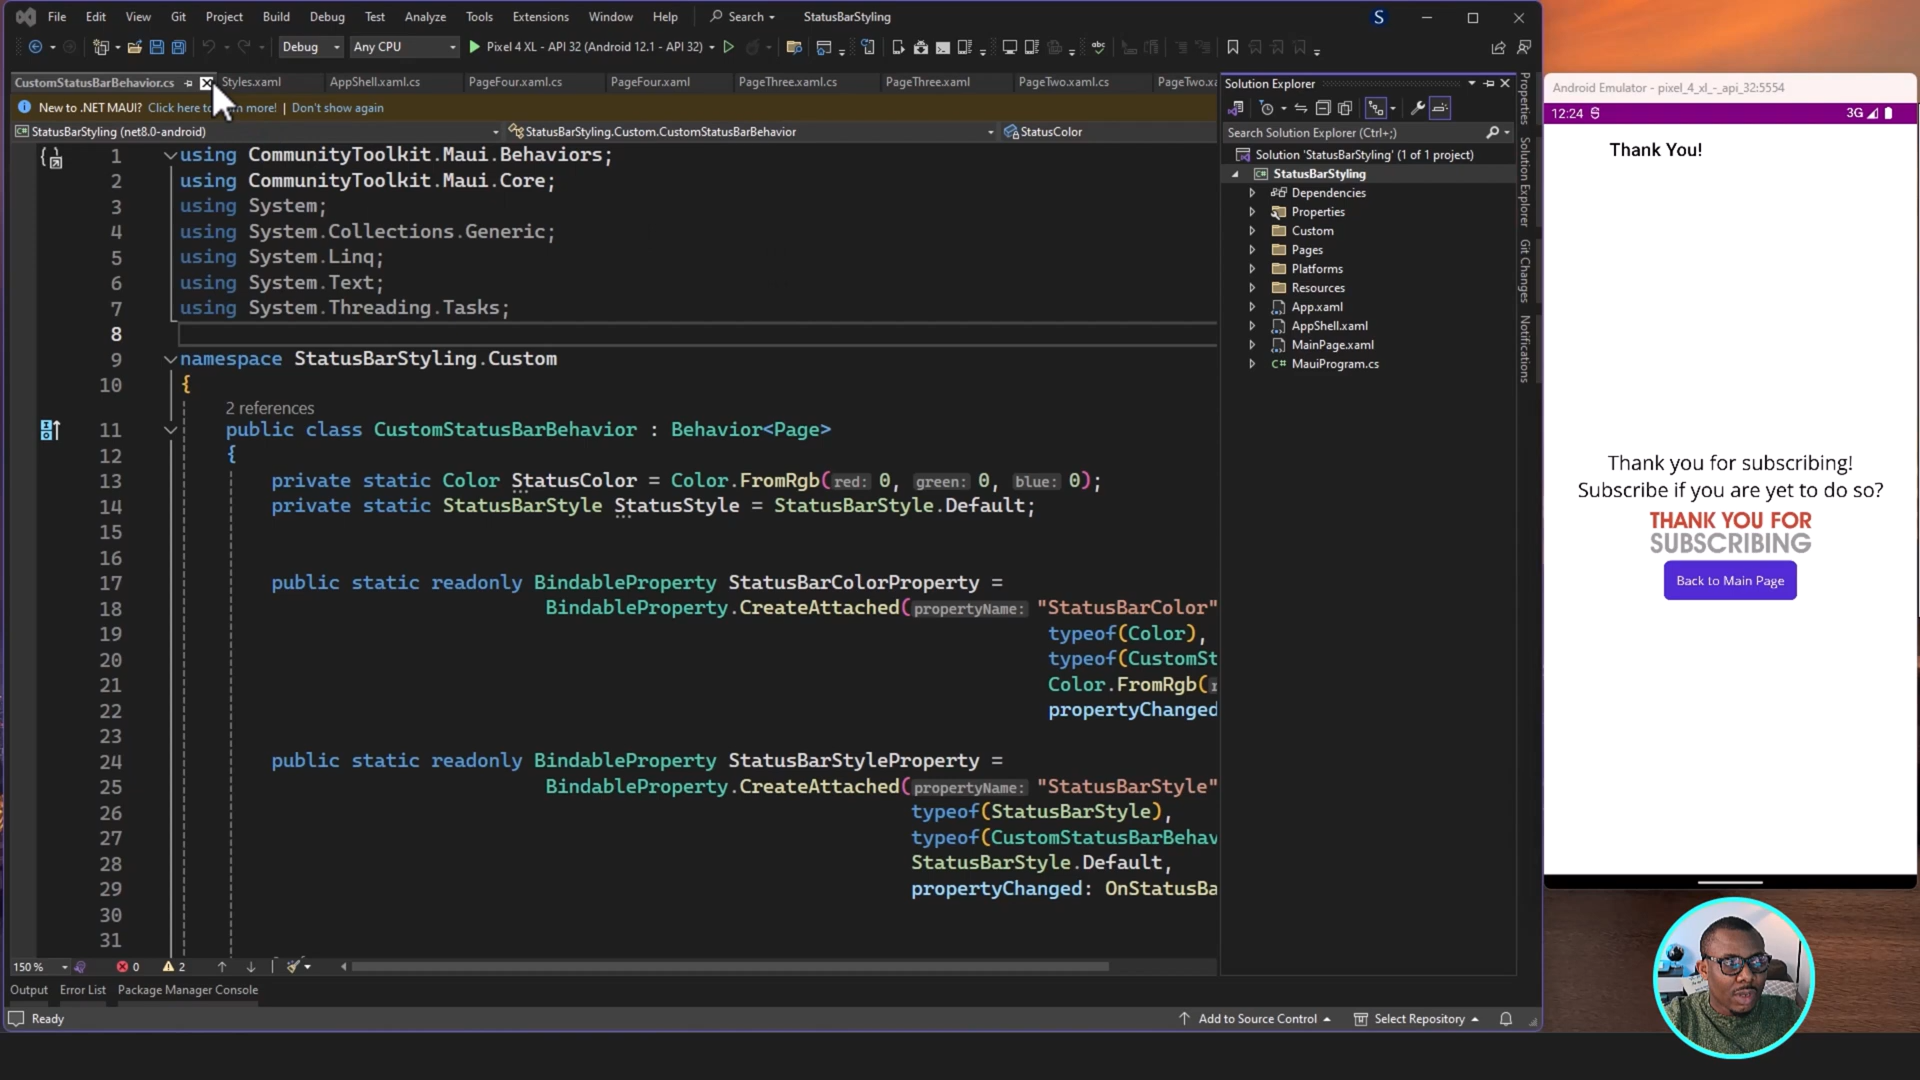 File Edit View Git Project Build Debug Test Analyze Tools Extensions Window Help Search StatusBarStyling S
Debug Any CPU Pixel 4 XL - API 32 (Android 12.1 - API 32)
CustomStatusBarBehavior.cs Styles.xaml AppShell.xaml.cs PageFour.xaml.cs PageFour.xaml PageThree.xaml.cs PageThree.xaml PageTwo.xaml.cs PageTwo.xa
New to .NET MAUI? Click here to more! | Don't show again
StatusBarStyling (net8.0-android) StatusBarStyling.Custom.CustomStatusBarBehavior StatusColor
1 using CommunityToolkit.Maui.Behaviors;
2 using CommunityToolkit.Maui.Core;
3 using System;
4 using System.Collections.Generic;
5 using System.Linq;
6 using System.Text;
7 using System.Threading.Tasks;
8
9 namespace StatusBarStyling.Custom
10 {
2 references
11 public class CustomStatusBarBehavior : Behavior<Page>
12 {
13 private static Color StatusColor = Color.FromRgb(red: 0, green: 0, blue: 0);
14 private static StatusBarStyle StatusStyle = StatusBarStyle.Default;
15
16
17 public static readonly BindableProperty StatusBarColorProperty =
18 BindableProperty.CreateAttached(propertyName: "StatusBarColor"
19 typeof(Color),
20 typeof(CustomSt
21 Color.FromRgb(
22 propertyChanged
23
24 public static readonly BindableProperty StatusBarStyleProperty =
25 BindableProperty.CreateAttached(propertyName: "StatusBarStyle"
26 typeof(StatusBarStyle),
27 typeof(CustomStatusBarBehav
28 StatusBarStyle.Default,
29 propertyChanged: OnStatusBa
30
31
150 % 0 2
Output Error List Package Manager Console
Ready Add to Source Control Select Repository
Solution Explorer
Search Solution Explorer (Ctrl+;)
Solution 'StatusBarStyling' (1 of 1 project)
StatusBarStyling
Dependencies
Properties
Custom
Pages
Platforms
Resources
App.xaml
AppShell.xaml
MainPage.xaml
C# MauiProgram.cs
Properties
Solution Explorer
Git Changes
Notifications
Android Emulator - pixel_4_xl_-_api_32:5554
12:24 3G
Thank You!
Thank you for subscribing!
Subscribe if you are yet to do so?
THANK YOU FOR
SUBSCRIBING
Back to Main Page